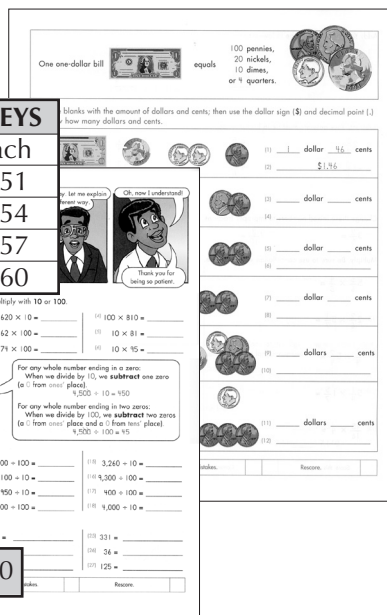 One one-dollar bill
equals
100 pennies,
20 nickels,
10 dimes,
or 4 quarters.
blanks with the amount of dollars and cents; then use the dollar sign ($) and decimal point (.)
how many dollars and cents.
(1) 1 dollar 46 cents
(2) $1.46
(3) dollar cents
(4)
(5) dollar cents
(6)
(7) dollar cents
(8)
(9) dollars cents
(10)
(11) dollars cents
(12)
Rescore.
EYS
ach
51
54
57
60
Let me explain
way.
Oh, now I understand!
Thank you for
being so patient.
multiply with 10 or 100.
620 × 10 =
62 × 100 =
74 × 100 =
(4) 100 × 810 =
(5) 10 × 81 =
(6) 10 × 95 =
For any whole number ending in a zero:
When we divide by 10, we subtract one zero
(a 0 from ones' place).
4,500 ÷ 10 = 450
For any whole number ending in two zeros:
When we divide by 100, we subtract two zeros
(a 0 from ones' place and a 0 from tens' place).
4,500 ÷ 100 = 45
00 ÷ 100 =
100 ÷ 10 =
950 ÷ 10 =
00 ÷ 100 =
(15) 3,260 ÷ 10 =
(16) 4,300 ÷ 100 =
(17) 400 ÷ 100 =
(18) 4,000 ÷ 10 =
=
(25) 331 =
(26) 56 =
(27) 125 =
0
Rescore.